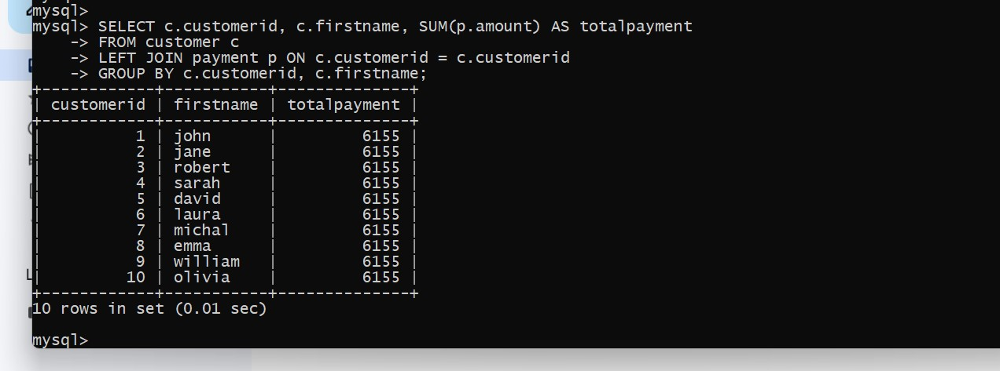 mysql>
mysql> SELECT c.customerid, c.firstname, SUM(p.amount) AS totalpayment
    -> FROM customer c
    -> LEFT JOIN payment p ON c.customerid = c.customerid
    -> GROUP BY c.customerid, c.firstname;
+------------+-----------+--------------+
| customerid | firstname | totalpayment |
+------------+-----------+--------------+
|          1 | john      |         6155 |
|          2 | jane      |         6155 |
|          3 | robert    |         6155 |
|          4 | sarah     |         6155 |
|          5 | david     |         6155 |
|          6 | laura     |         6155 |
|          7 | michal    |         6155 |
|          8 | emma      |         6155 |
|          9 | william   |         6155 |
|         10 | olivia    |         6155 |
+------------+-----------+--------------+
10 rows in set (0.01 sec)

mysql>